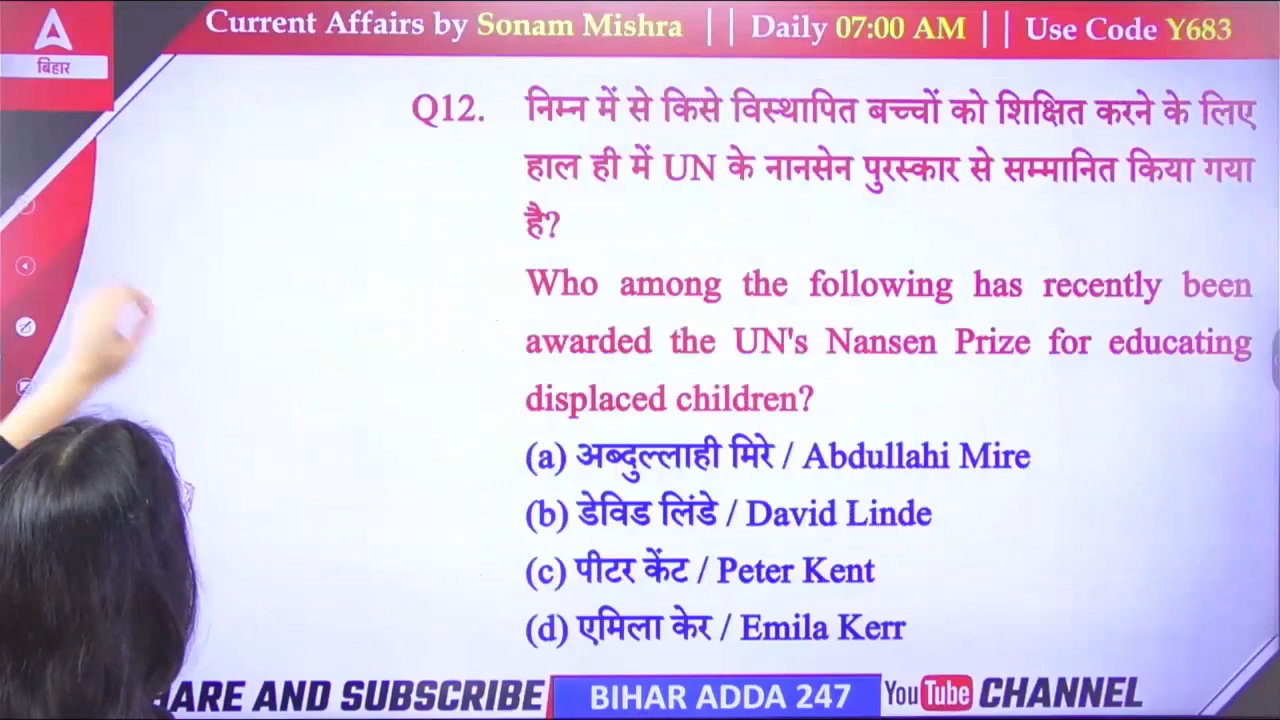 Current Affairs by Sonam Mishra || Daily 07:00 AM || Use Code Y683
बिहार
Q12. निम्न में से किसे विस्थापित बच्चों को शिक्षित करने के लिए
हाल ही में UN के नानसेन पुरस्कार से सम्मानित किया गया
है?
Who among the following has recently been
awarded the UN's Nansen Prize for educating
displaced children?
(a) अब्दुल्लाही मिरे / Abdullahi Mire
(b) डेविड लिंडे / David Linde
(c) पीटर केंट / Peter Kent
(d) एमिला केर / Emila Kerr
HARE AND SUBSCRIBE BIHAR ADDA 247 YouTube CHANNEL